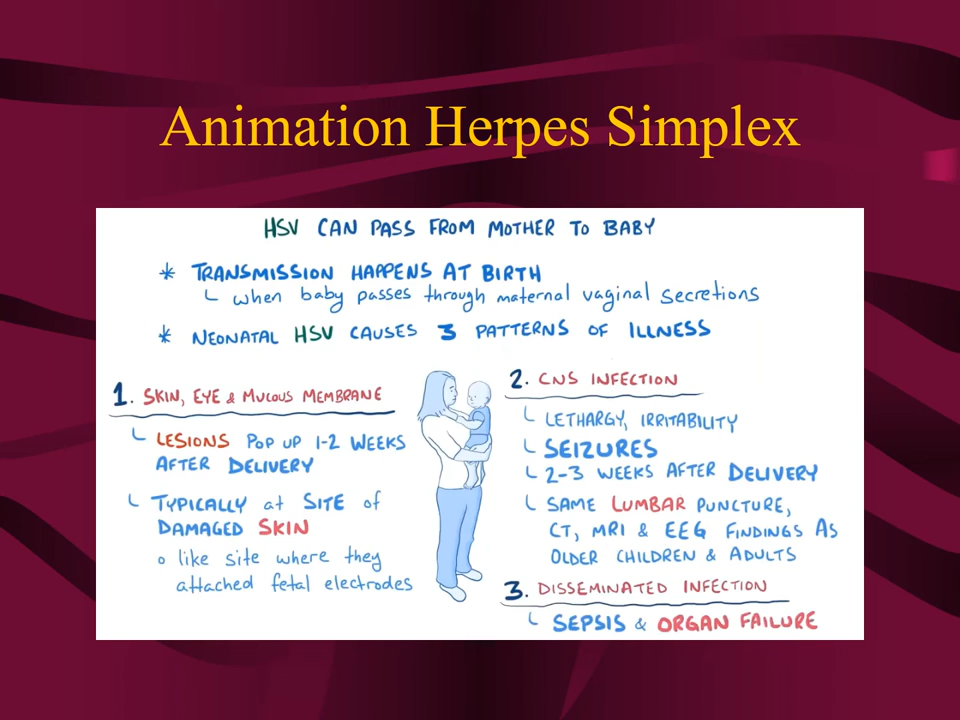 Animation Herpes Simplex
HSV CAN PASS FROM MOTHER TO BABY
* TRANSMISSION HAPPENS AT BIRTH
└ when baby passes through maternal vaginal secretions
* NEONATAL HSV CAUSES 3 PATTERNS OF ILLNESS
1. SKIN, EYE & MUCOUS MEMBRANE
└ LESIONS POP UP 1-2 WEEKS
AFTER DELIVERY
└ TYPICALLY at SITE of
DAMAGED SKIN
o like site where they
attached fetal electrodes
2. CNS INFECTION
└ LETHARGY, IRRITABILITY
└ SEIZURES
└ 2-3 WEEKS AFTER DELIVERY
└ SAME LUMBAR PUNCTURE,
CT, MRI & EEG FINDINGS AS
OLDER CHILDREN & ADULTS
3. DISSEMINATED INFECTION
└ SEPSIS & ORGAN FAILURE